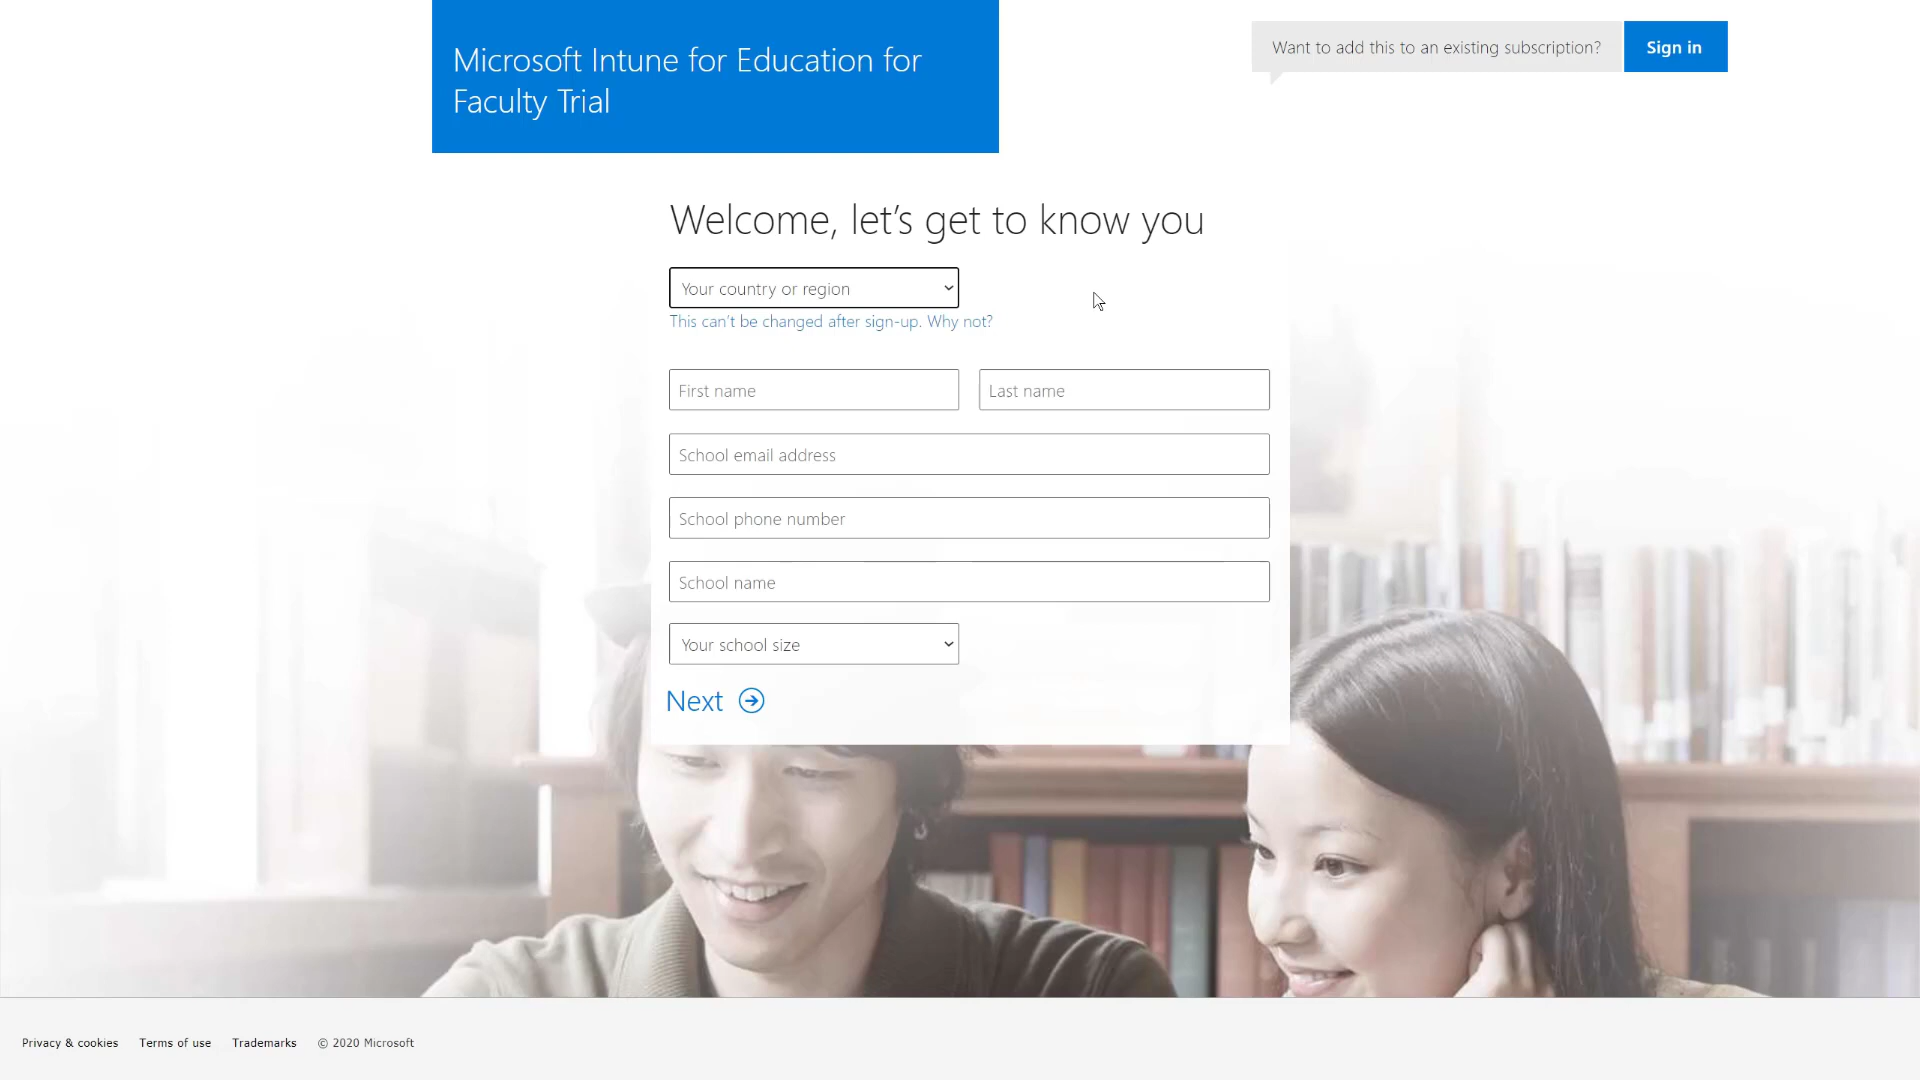 Microsoft Intune for Education for
Faculty Trial
Want to add this to an existing subscription?
Sign in
Welcome, let's get to know you
Your country or region
This can't be changed after sign-up. Why not?
First name
Last name
School email address
School phone number
School name
Your school size
Next
Privacy & cookies
Terms of use
Trademarks
© 2020 Microsoft